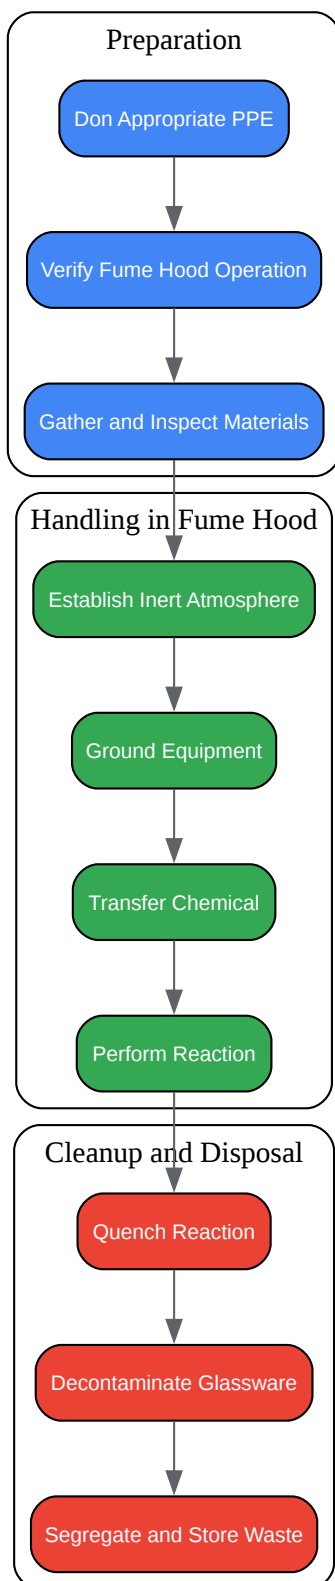 Preparation
Don Appropriate PPE
Verify Fume Hood Operation
Gather and Inspect Materials
Handling in Fume Hood
Establish Inert Atmosphere
Ground Equipment
Transfer Chemical
Perform Reaction
Cleanup and Disposal
Quench Reaction
Decontaminate Glassware
Segregate and Store Waste